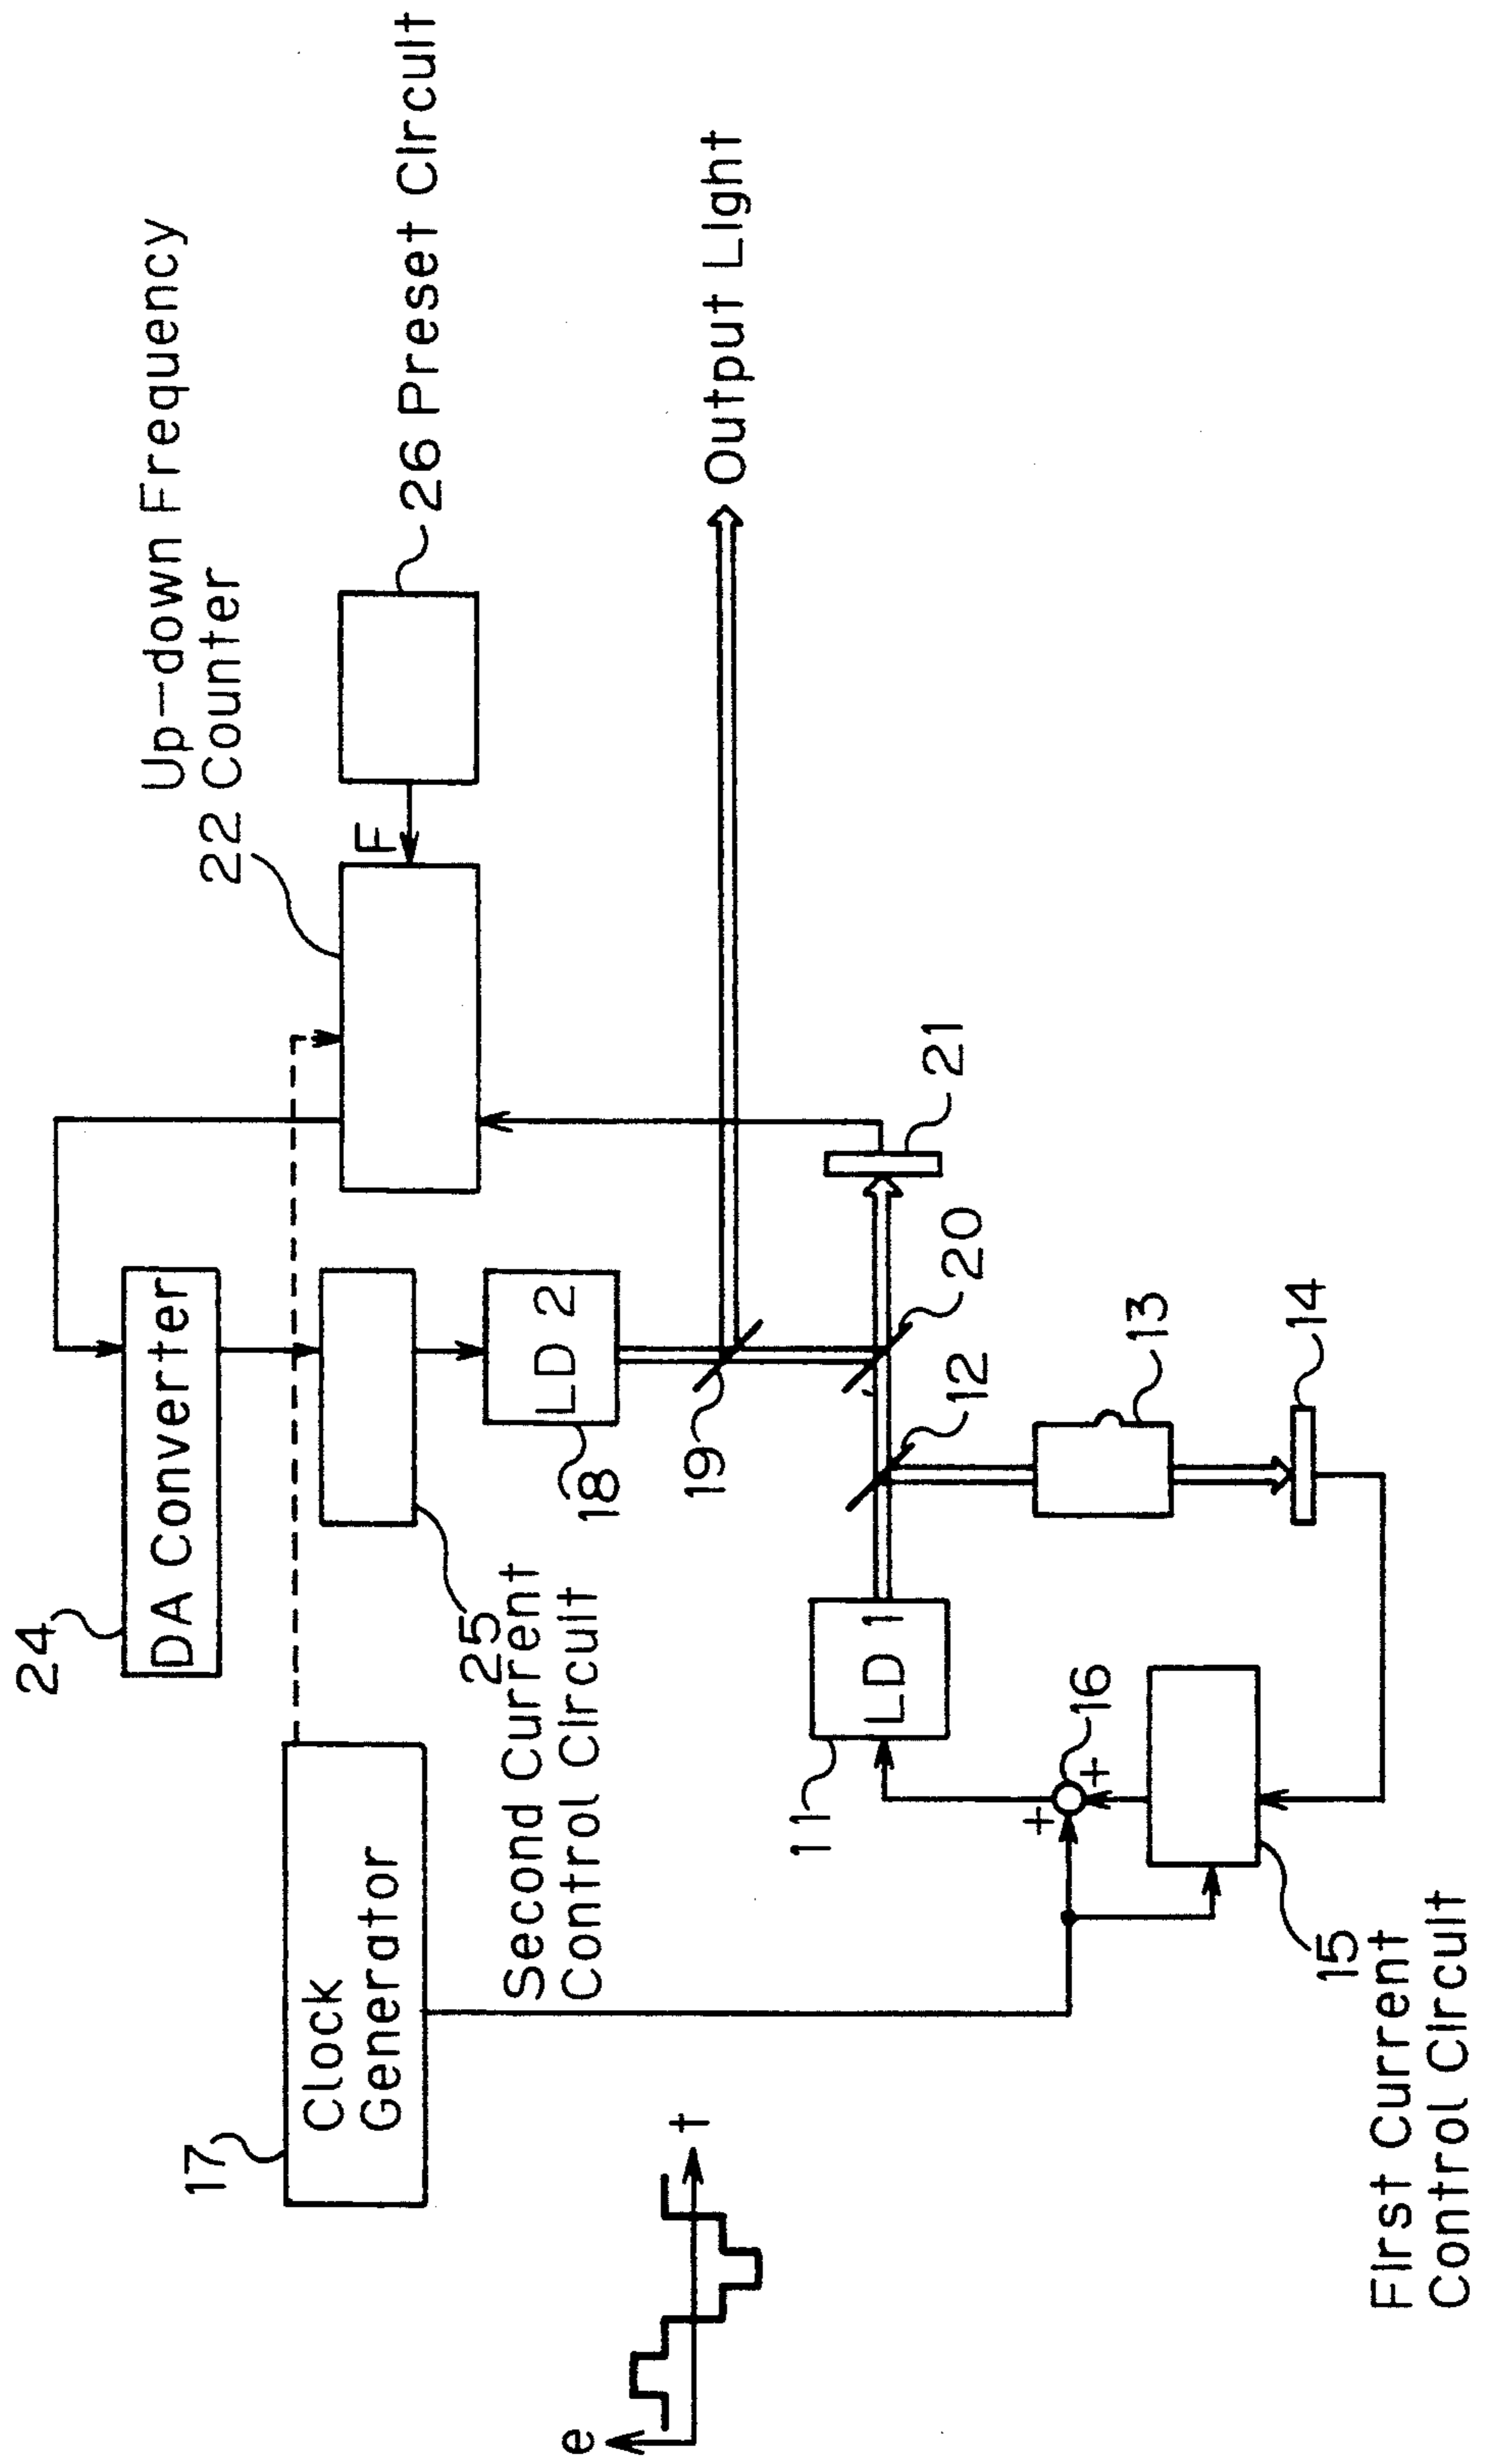 24
DA Converter
Up-down Frequency
22 Counter
F
26 Preset Circuit
17
Clock
Generator
25
Second Current
Control Circuit
LD 2
18
19
Output Light
e
t
11
LD 1
12
20
21
16
+
+
13
14
15
First Current
Control Circuit